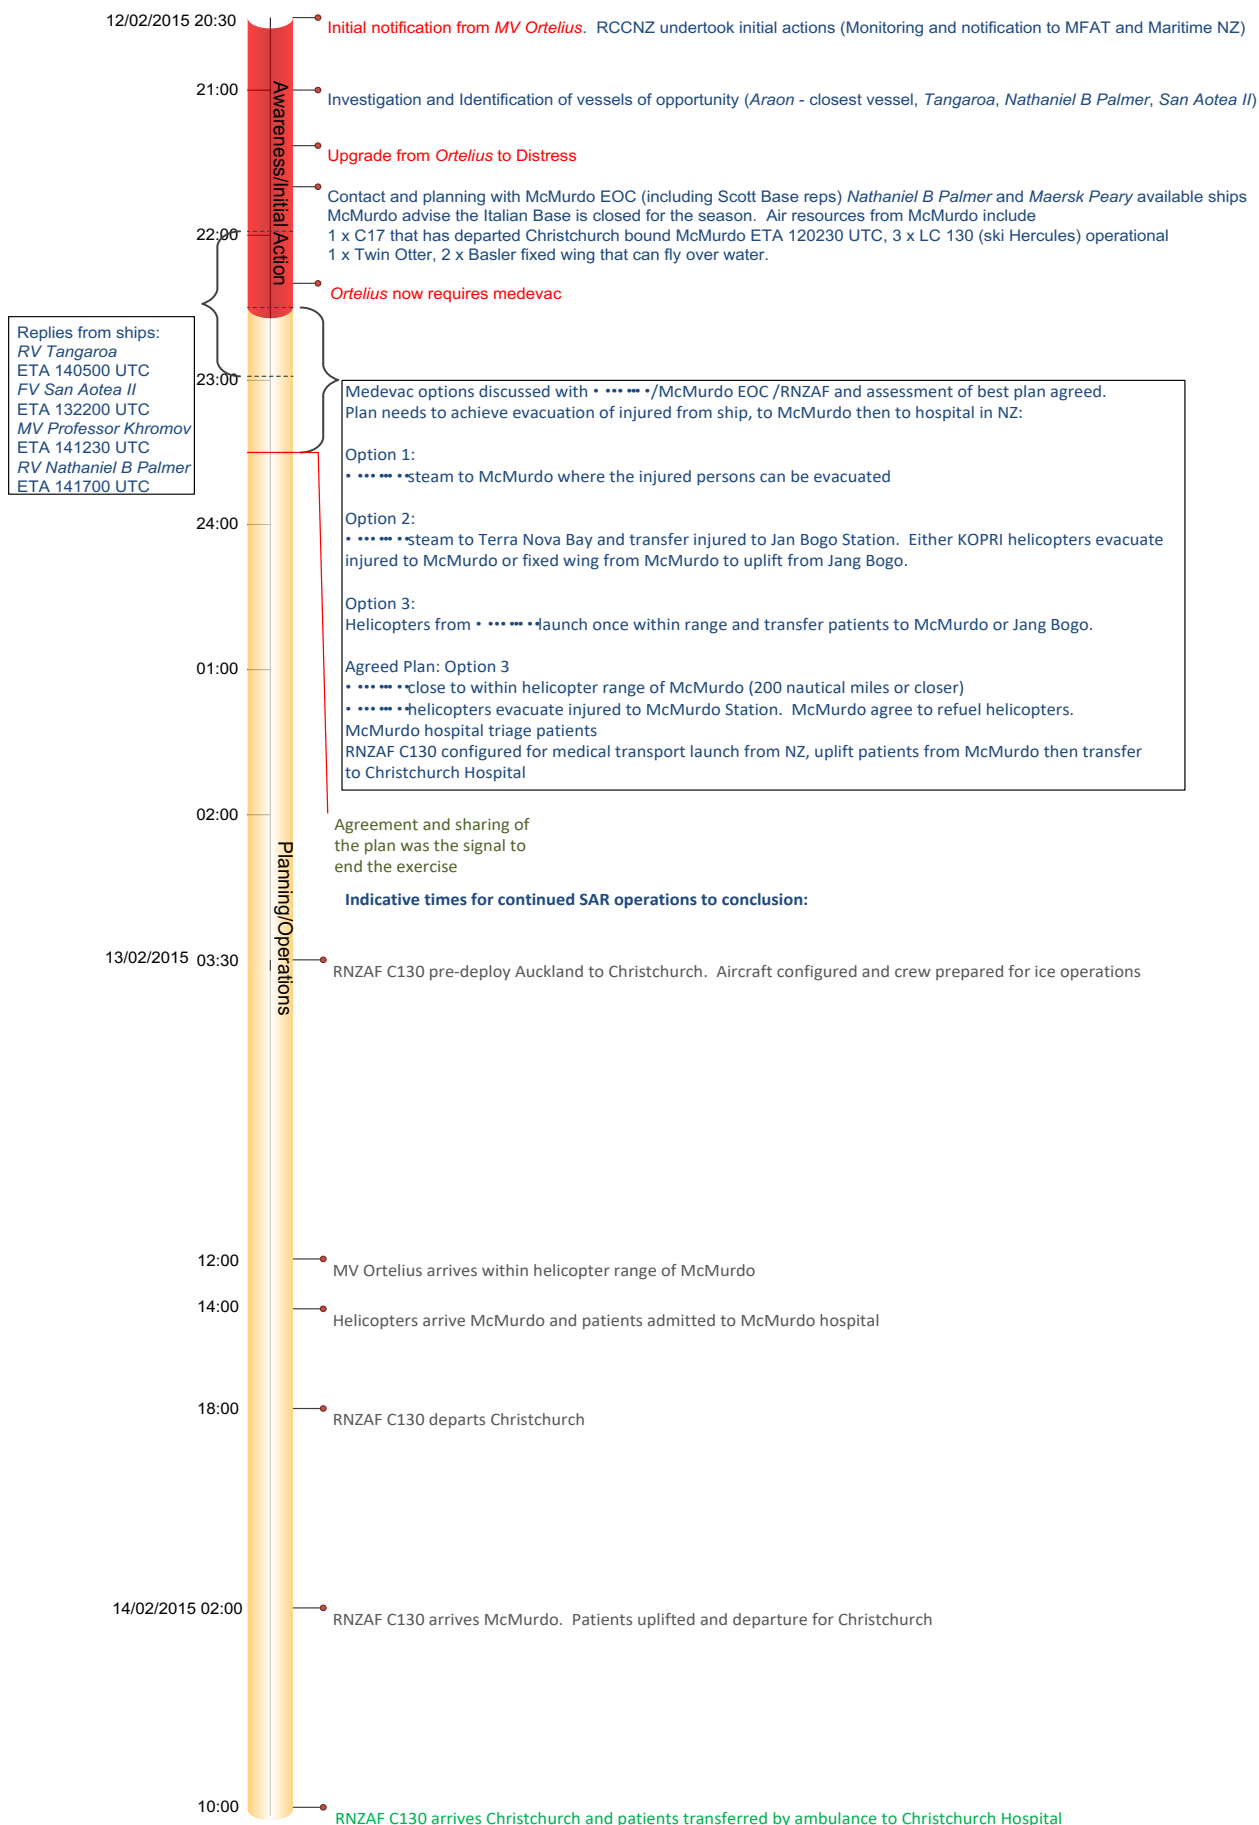 12/02/2015 20:30
Initial notification from MV Ortelius.  RCCNZ undertook initial actions (Monitoring and notification to MFAT and Maritime NZ)
Awareness/Initial Action
21:00
Investigation and Identification of vessels of opportunity (Araon - closest vessel, Tangaroa, Nathaniel B Palmer, San Aotea II)
Upgrade from Ortelius to Distress
Contact and planning with McMurdo EOC (including Scott Base reps) Nathaniel B Palmer and Maersk Peary available ships
McMurdo advise the Italian Base is closed for the season.  Air resources from McMurdo include
1 x C17 that has departed Christchurch bound McMurdo ETA 120230 UTC, 3 x LC 130 (ski Hercules) operational
1 x Twin Otter, 2 x Basler fixed wing that can fly over water.
22:00
Ortelius now requires medevac
Replies from ships:
RV Tangaroa
ETA 140500 UTC
FV San Aotea II
ETA 132200 UTC
MV Professor Khromov
ETA 141230 UTC
RV Nathaniel B Palmer
ETA 141700 UTC
23:00
Medevac options discussed with /McMurdo EOC /RNZAF and assessment of best plan agreed.
Plan needs to achieve evacuation of injured from ship, to McMurdo then to hospital in NZ:
Option 1:
steam to McMurdo where the injured persons can be evacuated
24:00
Option 2:
steam to Terra Nova Bay and transfer injured to Jan Bogo Station.  Either KOPRI helicopters evacuate
injured to McMurdo or fixed wing from McMurdo to uplift from Jang Bogo.
Option 3:
Helicopters from launch once within range and transfer patients to McMurdo or Jang Bogo.
01:00
Agreed Plan: Option 3
close to within helicopter range of McMurdo (200 nautical miles or closer)
helicopters evacuate injured to McMurdo Station.  McMurdo agree to refuel helicopters.
McMurdo hospital triage patients
RNZAF C130 configured for medical transport launch from NZ, uplift patients from McMurdo then transfer
to Christchurch Hospital
02:00
Agreement and sharing of
the plan was the signal to
end the exercise
Planning/Operations
Indicative times for continued SAR operations to conclusion:
13/02/2015 03:30
RNZAF C130 pre-deploy Auckland to Christchurch.  Aircraft configured and crew prepared for ice operations
12:00
MV Ortelius arrives within helicopter range of McMurdo
14:00
Helicopters arrive McMurdo and patients admitted to McMurdo hospital
18:00
RNZAF C130 departs Christchurch
14/02/2015 02:00
RNZAF C130 arrives McMurdo.  Patients uplifted and departure for Christchurch
10:00
RNZAF C130 arrives Christchurch and patients transferred by ambulance to Christchurch Hospital